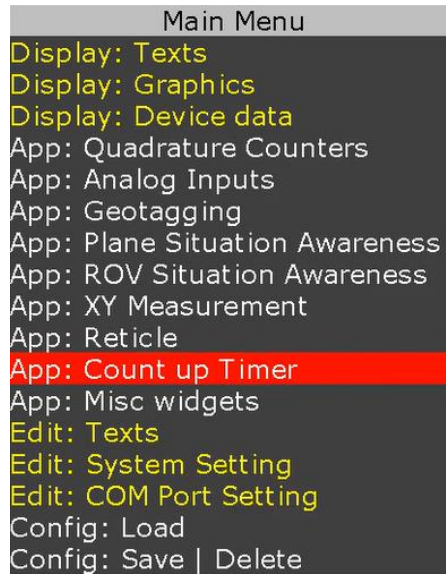 Main Menu
Display: Texts
Display: Graphics
Display: Device data
App: Quadrature Counters
App: Analog Inputs
App: Geotagging
App: Plane Situation Awareness
App: ROV Situation Awareness
App: XY Measurement
App: Reticle
App: Count up Timer
App: Misc widgets
Edit: Texts
Edit: System Setting
Edit: COM Port Setting
Config: Load
Config: Save | Delete